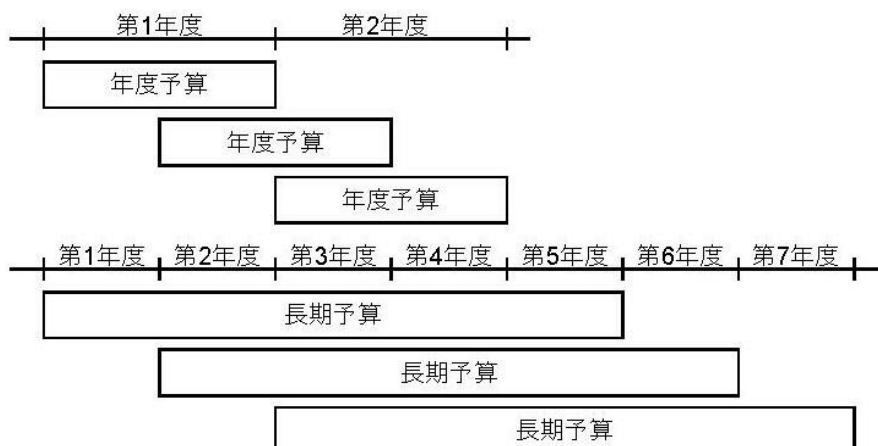 第1年度 第2年度
年度予算
年度予算
年度予算
第1年度 第2年度 第3年度 第4年度 第5年度 第6年度 第7年度
長期予算
長期予算
長期予算